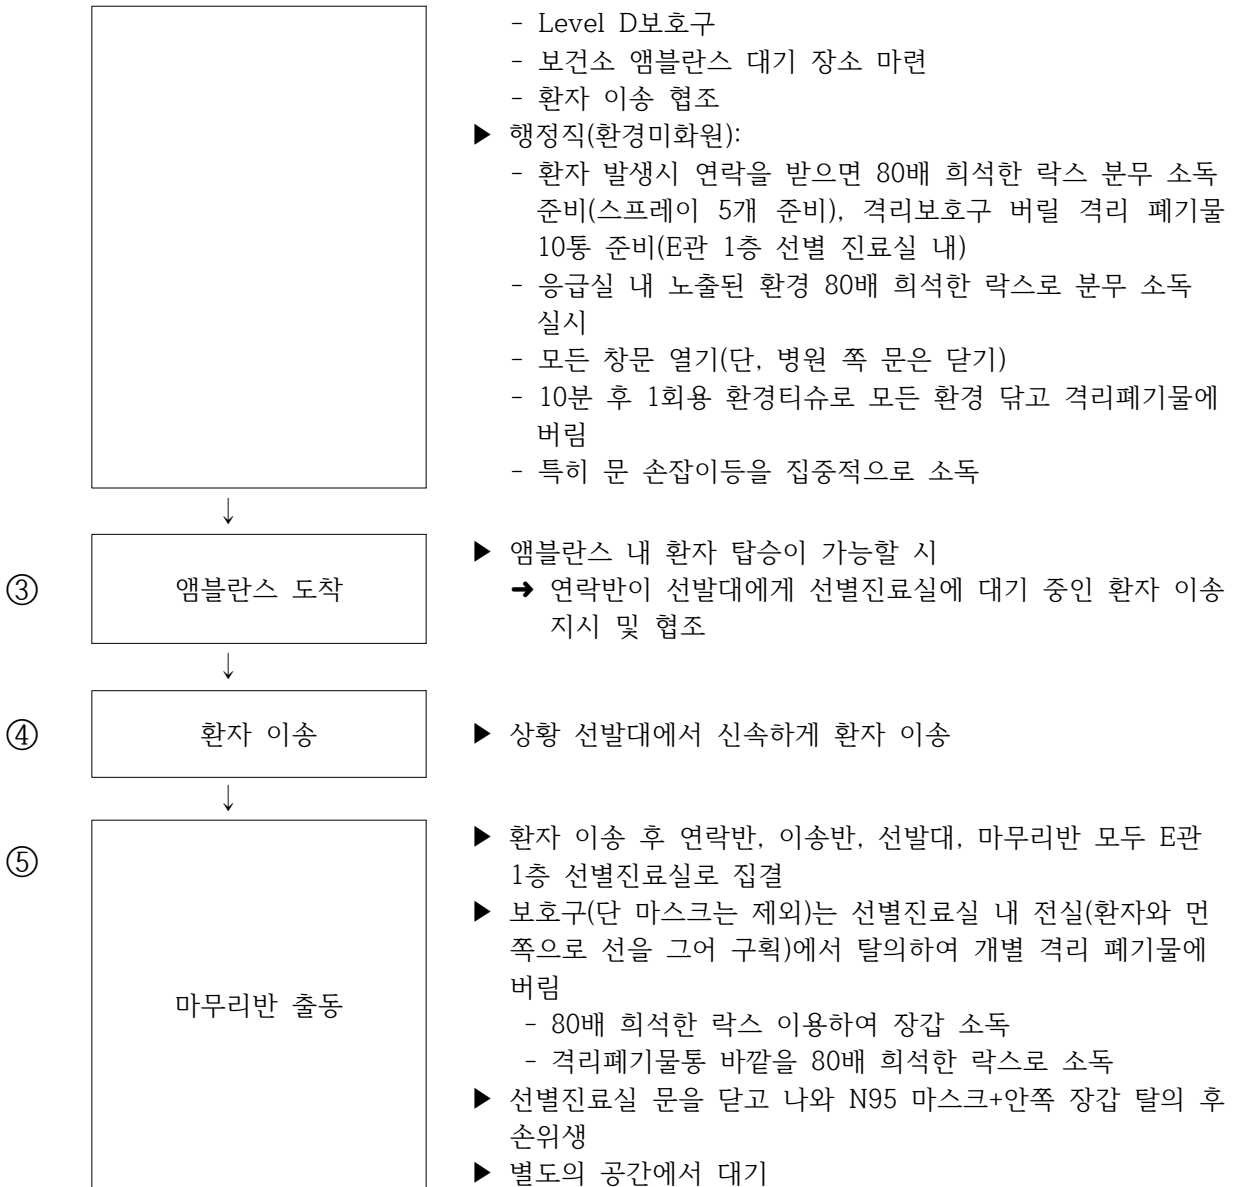 - Level D보호구
- 보건소 앰블란스 대기 장소 마련
- 환자 이송 협조
▶ 행정직(환경미화원):
- 환자 발생시 연락을 받으면 80배 희석한 락스 분무 소독
준비(스프레이 5개 준비), 격리보호구 버릴 격리 폐기물
10통 준비(E관 1층 선별 진료실 내)
- 응급실 내 노출된 환경 80배 희석한 락스로 분무 소독
실시
- 모든 창문 열기(단, 병원 쪽 문은 닫기)
- 10분 후 1회용 환경티슈로 모든 환경 닦고 격리폐기물에
버림
- 특히 문 손잡이등을 집중적으로 소독
↓
③ 앰블란스 도착
▶ 앰블란스 내 환자 탑승이 가능할 시
➜ 연락반이 선발대에게 선별진료실에 대기 중인 환자 이송
지시 및 협조
↓
④ 환자 이송 ▶ 상황 선발대에서 신속하게 환자 이송
↓
⑤ 마무리반 출동
▶ 환자 이송 후 연락반, 이송반, 선발대, 마무리반 모두 E관
1층 선별진료실로 집결
▶ 보호구(단 마스크는 제외)는 선별진료실 내 전실(환자와 먼
쪽으로 선을 그어 구획)에서 탈의하여 개별 격리 폐기물에
버림
- 80배 희석한 락스 이용하여 장갑 소독
- 격리폐기물통 바깥을 80배 희석한 락스로 소독
▶ 선별진료실 문을 닫고 나와 N95 마스크+안쪽 장갑 탈의 후
손위생
▶ 별도의 공간에서 대기